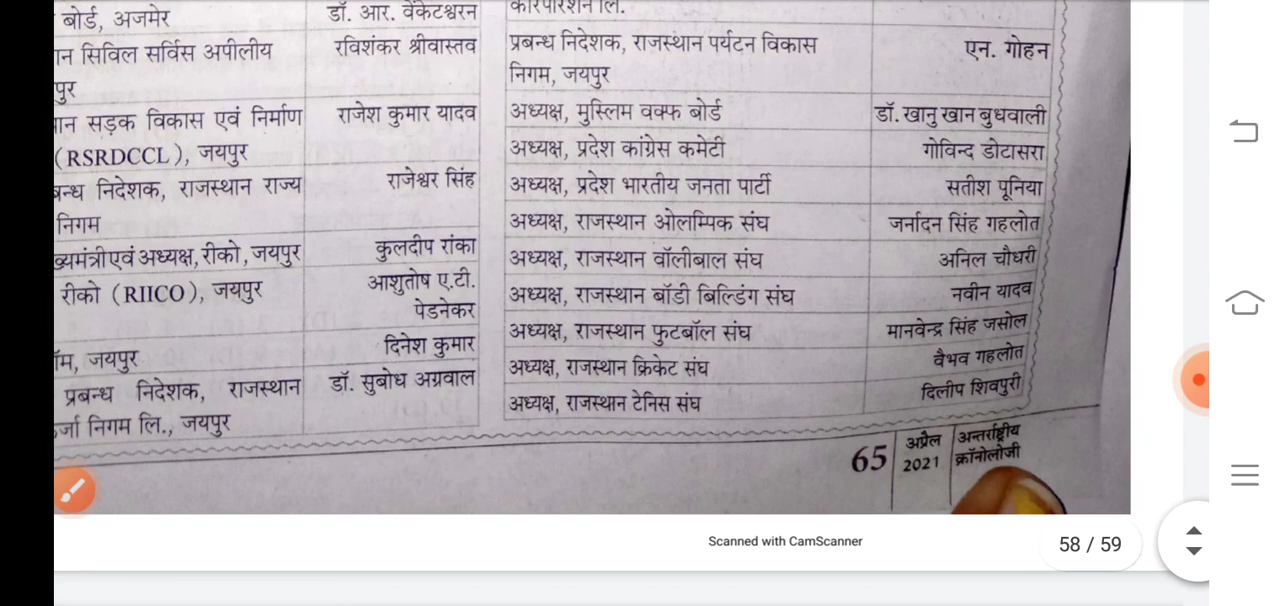 बोर्ड, अजमेर
डॉ. आर. वेंकटेश्वरन
सिविल सर्विस अपीलीय
रविशंकर श्रीवास्तव
पुर
सड़क विकास एवं निर्माण
राजेश कुमार यादव
(RSRDCCL), जयपुर
निदेशक, राजस्थान राज्य
राजेश्वर सिंह
निगम
एवं अध्यक्ष, रीको, जयपुर
कुलदीप रांका
रीको (RIICO), जयपुर
आशुतोष ए.टी.
पेडनेकर
जयपुर
दिनेश कुमार
प्रबन्ध निदेशक, राजस्थान
डॉ. सुबोध अग्रवाल
निगम लि., जयपुर
कारपोरेशन लि.
प्रबन्ध निदेशक, राजस्थान पर्यटन विकास
एन. गोहन
निगम, जयपुर
अध्यक्ष, मुस्लिम वक्फ बोर्ड
डॉ. खानु खान बुधवाली
अध्यक्ष, प्रदेश कांग्रेस कमेटी
गोविन्द डोटासरा
अध्यक्ष, प्रदेश भारतीय जनता पार्टी
सतीश पूनिया
अध्यक्ष, राजस्थान ओलम्पिक संघ
जर्नादन सिंह गहलोत
अध्यक्ष, राजस्थान वॉलीबाल संघ
अनिल चौधरी
अध्यक्ष, राजस्थान बॉडी बिल्डिंग संघ
नवीन यादव
अध्यक्ष, राजस्थान फुटबॉल संघ
मानवेन्द्र सिंह जसोल
अध्यक्ष, राजस्थान क्रिकेट संघ
वैभव गहलोत
अध्यक्ष, राजस्थान टेनिस संघ
दिलीप शिवपुरी
65
अप्रैल
2021
अन्तर्राष्ट्रीय
क्रॉनोलोजी
Scanned with CamScanner
58 / 59